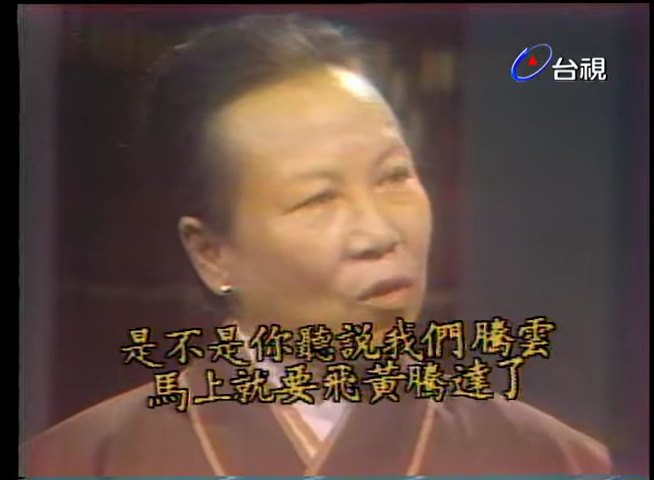 台視
是不是你聽說我們騰雲
馬上就要飛黃騰達了